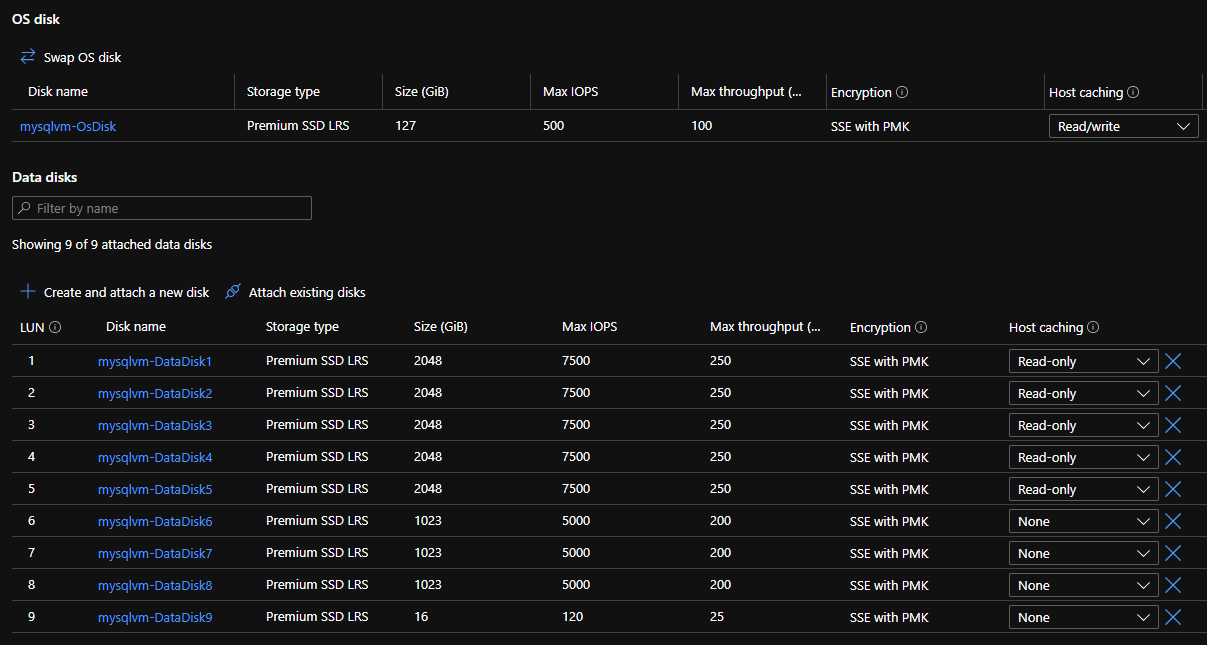 OS disk
Swap OS disk
Disk name Storage type Size (GiB) Max IOPS Max throughput (... Encryption Host caching
mysqlvm-OsDisk Premium SSD LRS 127 500 100 SSE with PMK Read/write
Data disks
Filter by name
Showing 9 of 9 attached data disks
Create and attach a new disk Attach existing disks
LUN Disk name Storage type Size (GiB) Max IOPS Max throughput (... Encryption Host caching
1 mysqlvm-DataDisk1 Premium SSD LRS 2048 7500 250 SSE with PMK Read-only
2 mysqlvm-DataDisk2 Premium SSD LRS 2048 7500 250 SSE with PMK Read-only
3 mysqlvm-DataDisk3 Premium SSD LRS 2048 7500 250 SSE with PMK Read-only
4 mysqlvm-DataDisk4 Premium SSD LRS 2048 7500 250 SSE with PMK Read-only
5 mysqlvm-DataDisk5 Premium SSD LRS 2048 7500 250 SSE with PMK Read-only
6 mysqlvm-DataDisk6 Premium SSD LRS 1023 5000 200 SSE with PMK None
7 mysqlvm-DataDisk7 Premium SSD LRS 1023 5000 200 SSE with PMK None
8 mysqlvm-DataDisk8 Premium SSD LRS 1023 5000 200 SSE with PMK None
9 mysqlvm-DataDisk9 Premium SSD LRS 16 120 25 SSE with PMK None